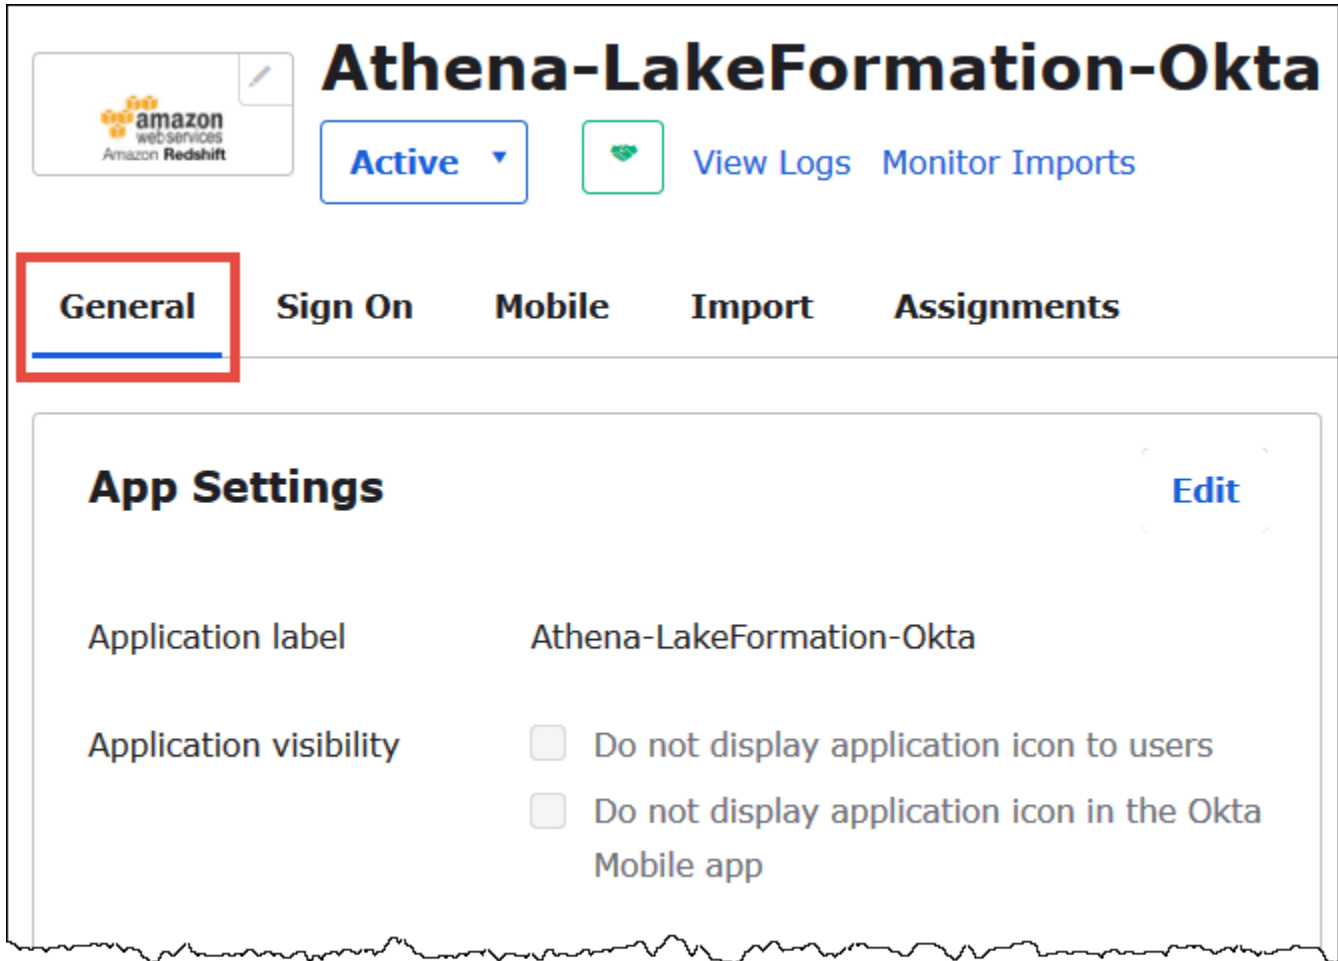 Athena-LakeFormation-Okta
amazon
webservices
Amazon Redshift
Active
View Logs
Monitor Imports
General
Sign On
Mobile
Import
Assignments
App Settings
Edit
Application label
Athena-LakeFormation-Okta
Application visibility
Do not display application icon to users
Do not display application icon in the Okta
Mobile app